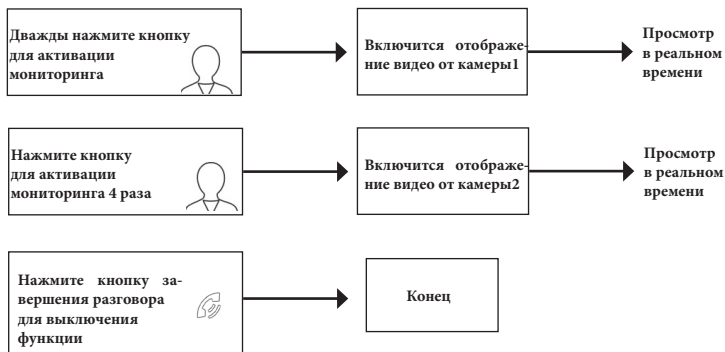 Дважды нажмите кнопку
для активации
мониторинга
Включится отображе-
ние видео от камеры1
Просмотр
в реальном
времени
Нажмите кнопку
для активации
мониторинга 4 раза
Включится отображе-
ние видео от камеры2
Просмотр
в реальном
времени
Нажмите кнопку за-
вершения разговора
для выключения
функции
Конец